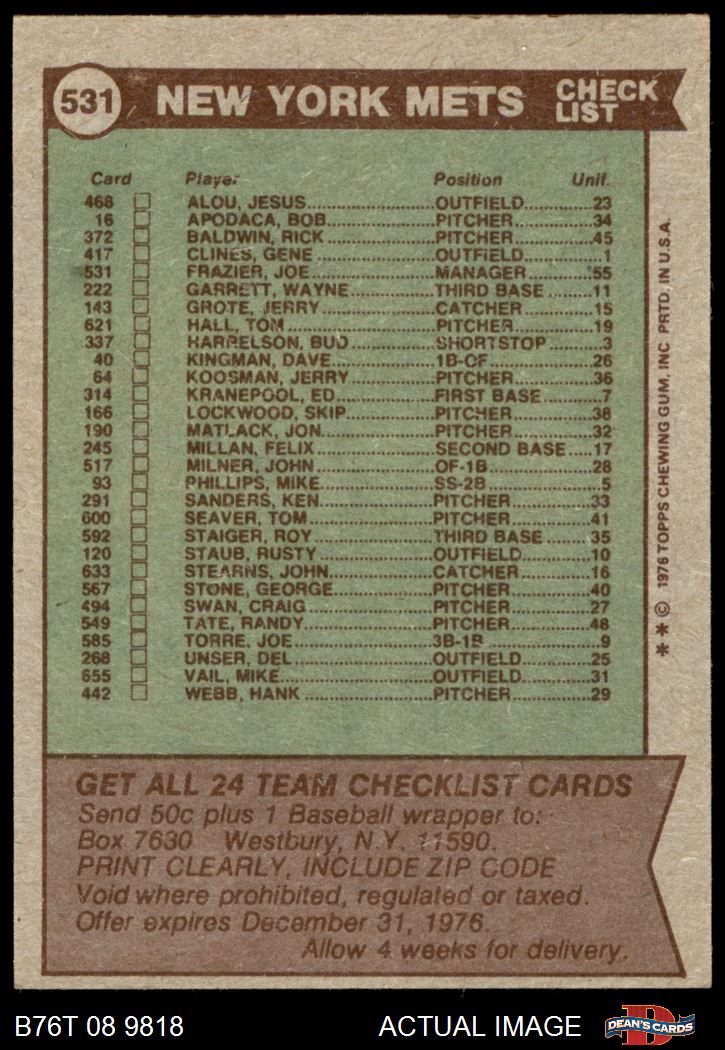 531 NEW YORK METS CHECK LIST
Card Player Position Unif.
468 ALOU, JESUS OUTFIELD 23
16 APODACA, BOB PITCHER 34
372 BALDWIN, RICK PITCHER 45
417 CLINES, GENE OUTFIELD 1
531 FRAZIER, JOE MANAGER 55
222 GARRETT, WAYNE THIRD BASE 11
143 GROTE, JERRY CATCHER 15
621 HALL, TOM PITCHER 19
337 HARRELSON, BUD SHORTSTOP 3
40 KINGMAN, DAVE 1B-OF 26
64 KOOSMAN, JERRY PITCHER 36
314 KRANEPOOL, ED FIRST BASE 7
166 LOCKWOOD, SKIP PITCHER 38
190 MATLACK, JON PITCHER 32
245 MILLAN, FELIX SECOND BASE 17
517 MILNER, JOHN OF-1B 28
93 PHILLIPS, MIKE SS-2B 5
291 SANDERS, KEN PITCHER 33
600 SEAVER, TOM PITCHER 41
592 STAIGER, ROY THIRD BASE 35
120 STAUB, RUSTY OUTFIELD 10
633 STEARNS, JOHN CATCHER 16
567 STONE, GEORGE PITCHER 40
494 SWAN, CRAIG PITCHER 27
549 TATE, RANDY PITCHER 48
585 TORRE, JOE 3B-1B 9
268 UNSER, DEL OUTFIELD 25
655 VAIL, MIKE OUTFIELD 31
442 WEBB, HANK PITCHER 29
* * © 1976 TOPPS CHEWING GUM, INC PRTD. IN U.S.A.
GET ALL 24 TEAM CHECKLIST CARDS
Send 50c plus 1 Baseball wrapper to:
Box 7630 Westbury, N.Y. 11590.
PRINT CLEARLY, INCLUDE ZIP CODE
Void where prohibited, regulated or taxed.
Offer expires December 31, 1976.
Allow 4 weeks for delivery.
B76T 08 9818 ACTUAL IMAGE DEAN'S CARDS